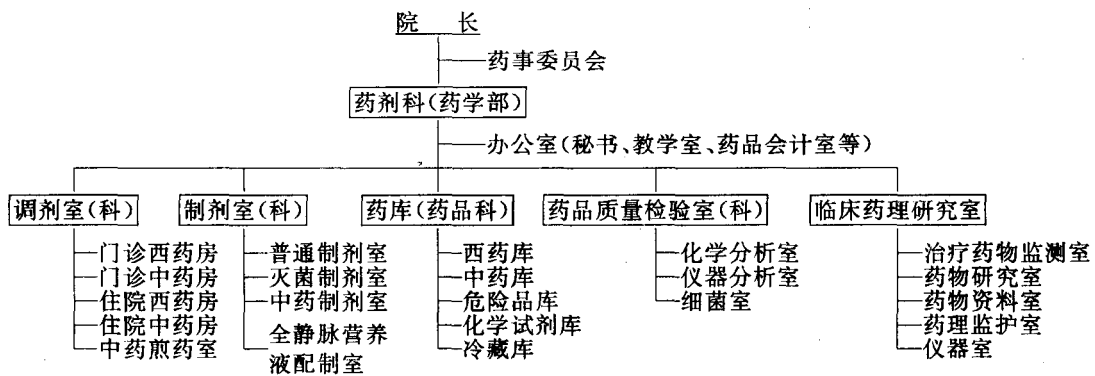 院 长
药事委员会
药剂科(药学部)
办公室(秘书、教学室、药品会计室等)
调剂室(科)
门诊西药房
门诊中药房
住院西药房
住院中药房
中药煎药室
制剂室(科)
普通制剂室
灭菌制剂室
中药制剂室
全静脉营养
液配制室
药库(药品科)
西药库
中药库
危险品库
化学试剂库
冷藏库
药品质量检验室(科)
化学分析室
仪器分析室
细菌室
临床药理研究室
治疗药物监测室
药物研究室
药物资料室
药理监护室
仪器室